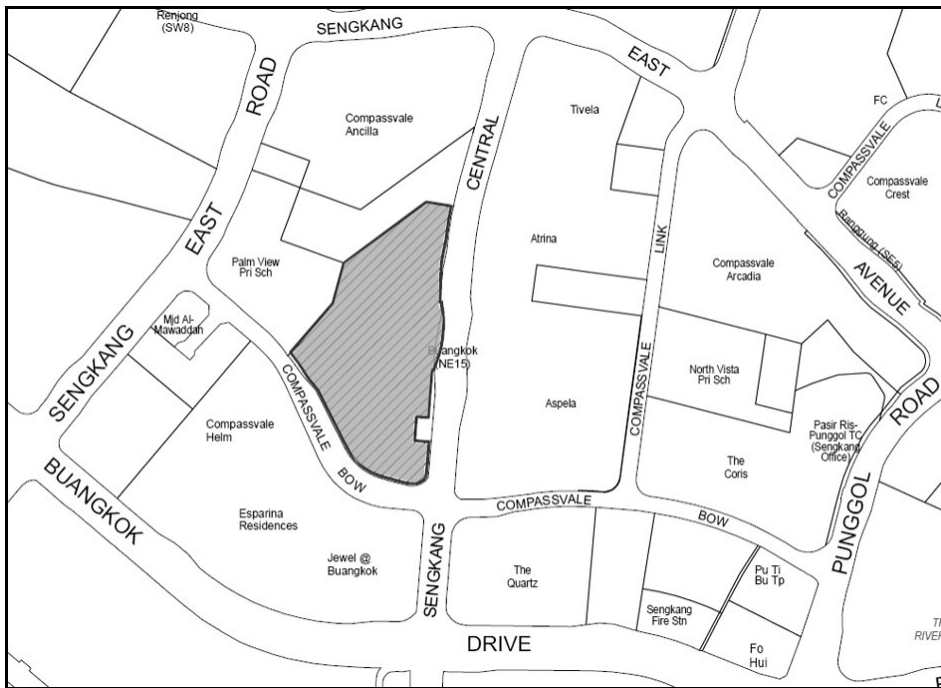 Renjong
(SW8)
SENGKANG
EAST
ROAD
Compassvale
Ancilla
Tivela
FC
COMPASSVALE
Compassvale
Crest
CENTRAL
EAST
Ranggung (SE5)
Palm View
Pri Sch
Atrina
LINK
Compassvale
Arcadia
AVENUE
Mjd Al-
Mawaddah
SENGKANG
Buangkok
(NE15)
COMPASSVALE
North Vista
Pri Sch
COMPASSVALE
ROAD
Compassvale
Helm
Aspela
Pasir Ris-
Punggol TC
(Sengkang
Office)
The
Coris
BOW
BUANGKOK
COMPASSVALE
BOW
PUNGGOL
Esparina
Residences
Jewel @
Buangkok
SENGKANG
The
Quartz
Pu Ti
Bu Tp
Sengkang
Fire Stn
DRIVE
Fo
Hui
RIVER